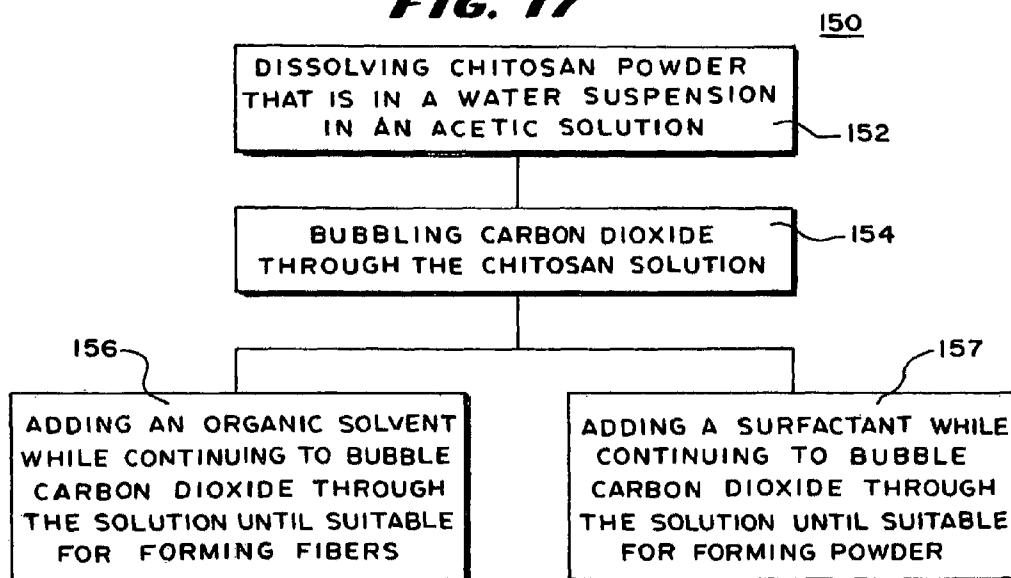 FIG. 17
150
DISSOLVING CHITOSAN POWDER
THAT IS IN A WATER SUSPENSION
IN AN ACETIC SOLUTION
152
BUBBLING CARBON DIOXIDE
THROUGH THE CHITOSAN SOLUTION
154
156
ADDING AN ORGANIC SOLVENT
WHILE CONTINUING TO BUBBLE
CARBON DIOXIDE THROUGH
THE SOLUTION UNTIL SUITABLE
FOR FORMING FIBERS
157
ADDING A SURFACTANT WHILE
CONTINUING TO BUBBLE
CARBON DIOXIDE THROUGH
THE SOLUTION UNTIL SUITABLE
FOR FORMING POWDER